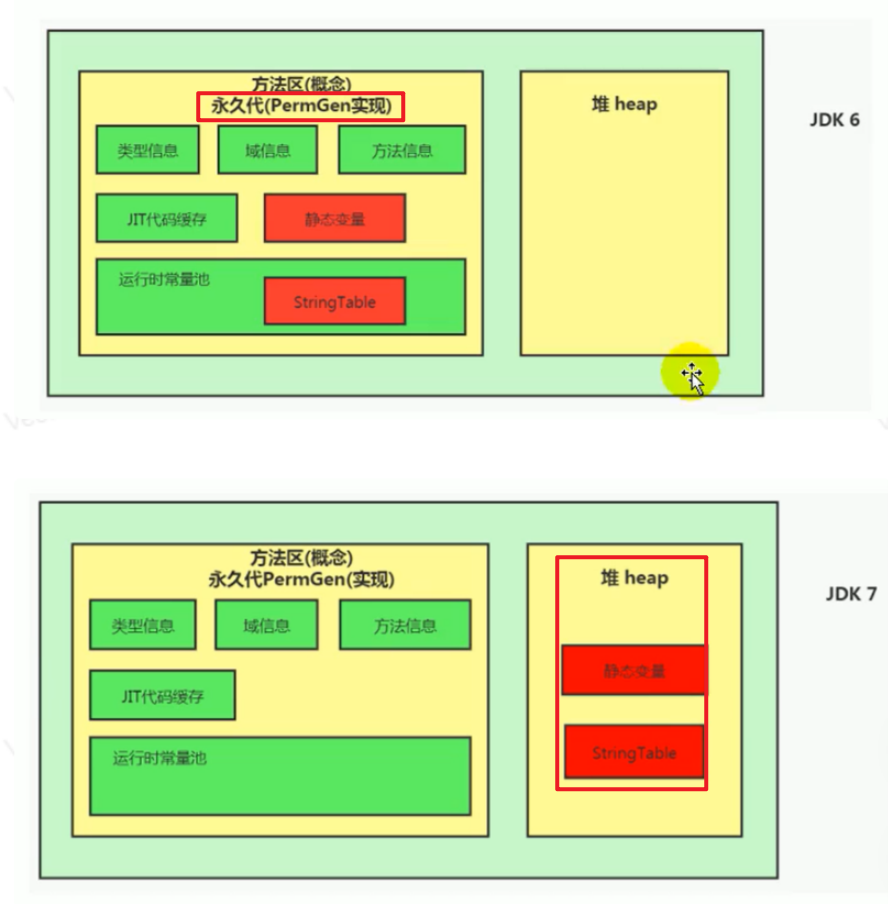 方法区(概念)
永久代(PermGen实现)
类型信息
域信息
方法信息
JIT代码缓存
静态变量
运行时常量池
StringTable
堆 heap
JDK 6
方法区(概念)
永久代PermGen(实现)
类型信息
域信息
方法信息
JIT代码缓存
运行时常量池
堆 heap
静态变量
StringTable
JDK 7